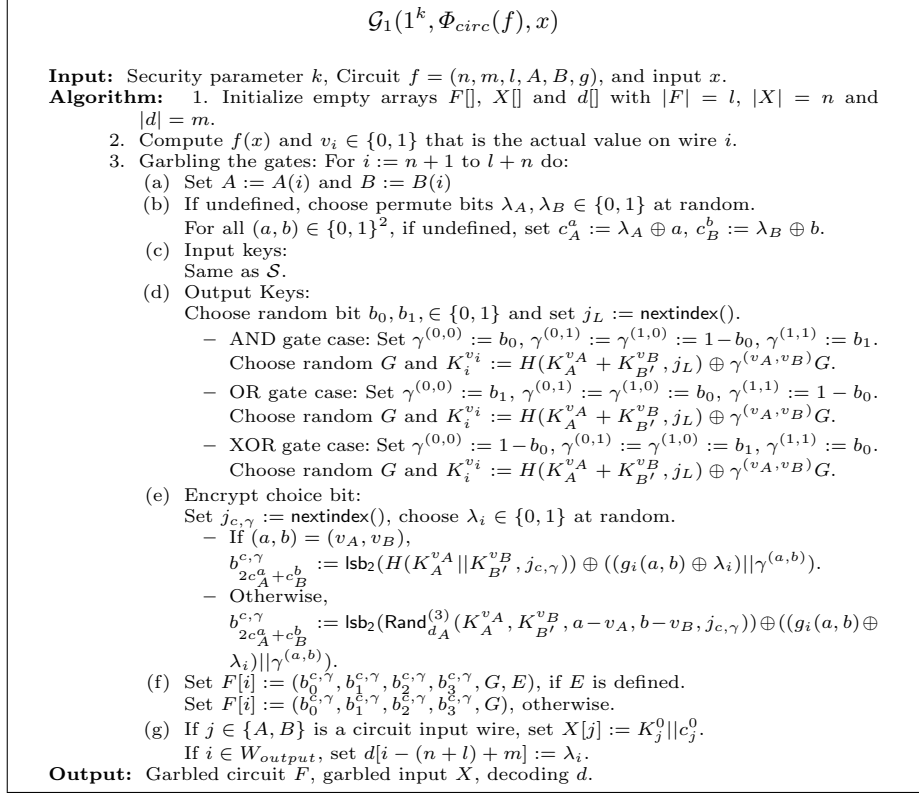 𝒢₁(1ᵏ, Φ_circ(f), x)
Input: Security parameter k, Circuit f = (n, m, l, A, B, g), and input x.
Algorithm: 1. Initialize empty arrays F[], X[] and d[] with |F| = l, |X| = n and
|d| = m.
2. Compute f(x) and v_i ∈ {0, 1} that is the actual value on wire i.
3. Garbling the gates: For i := n + 1 to l + n do:
(a) Set A := A(i) and B := B(i)
(b) If undefined, choose permute bits λ_A, λ_B ∈ {0, 1} at random.
For all (a, b) ∈ {0, 1}^2, if undefined, set c_A^a := λ_A ⊕ a, c_B^b := λ_B ⊕ b.
(c) Input keys:
Same as 𝒮.
(d) Output Keys:
Choose random bit b_0, b_1, ∈ {0, 1} and set j_L := nextindex().
– AND gate case: Set γ^{(0,0)} := b_0, γ^{(0,1)} := γ^{(1,0)} := 1−b_0, γ^{(1,1)} := b_1.
Choose random G and K_i^{v_i} := H(K_A^{v_A} + K_{B′}^{v_B}, j_L) ⊕ γ^{(v_A,v_B)}G.
– OR gate case: Set γ^{(0,0)} := b_1, γ^{(0,1)} := γ^{(1,0)} := b_0, γ^{(1,1)} := 1 − b_0.
Choose random G and K_i^{v_i} := H(K_A^{v_A} + K_{B′}^{v_B}, j_L) ⊕ γ^{(v_A,v_B)}G.
– XOR gate case: Set γ^{(0,0)} := 1−b_0, γ^{(0,1)} := γ^{(1,0)} := b_1, γ^{(1,1)} := b_0.
Choose random G and K_i^{v_i} := H(K_A^{v_A} + K_{B′}^{v_B}, j_L) ⊕ γ^{(v_A,v_B)}G.
(e) Encrypt choice bit:
Set j_{c,γ} := nextindex(), choose λ_i ∈ {0, 1} at random.
– If (a, b) = (v_A, v_B),
b^{c,γ}_{2c_A^a+c_B^b} := lsb_2(H(K_A^{v_A}||K_{B′}^{v_B}, j_{c,γ})) ⊕ ((g_i(a, b) ⊕ λ_i)||γ^{(a,b)}).
– Otherwise,
b^{c,γ}_{2c_A^a+c_B^b} := lsb_2(Rand_{d_A}^{(3)}(K_A^{v_A}, K_{B′}^{v_B}, a−v_A, b−v_B, j_{c,γ}))⊕((g_i(a, b)⊕
λ_i)||γ^{(a,b)}).
(f) Set F[i] := (b_0^{c,γ}, b_1^{c,γ}, b_2^{c,γ}, b_3^{c,γ}, G, E), if E is defined.
Set F[i] := (b_0^{c,γ}, b_1^{c,γ}, b_2^{c,γ}, b_3^{c,γ}, G), otherwise.
(g) If j ∈ {A, B} is a circuit input wire, set X[j] := K_j^0||c_j^0.
If i ∈ W_{output}, set d[i − (n + l) + m] := λ_i.
Output: Garbled circuit F, garbled input X, decoding d.